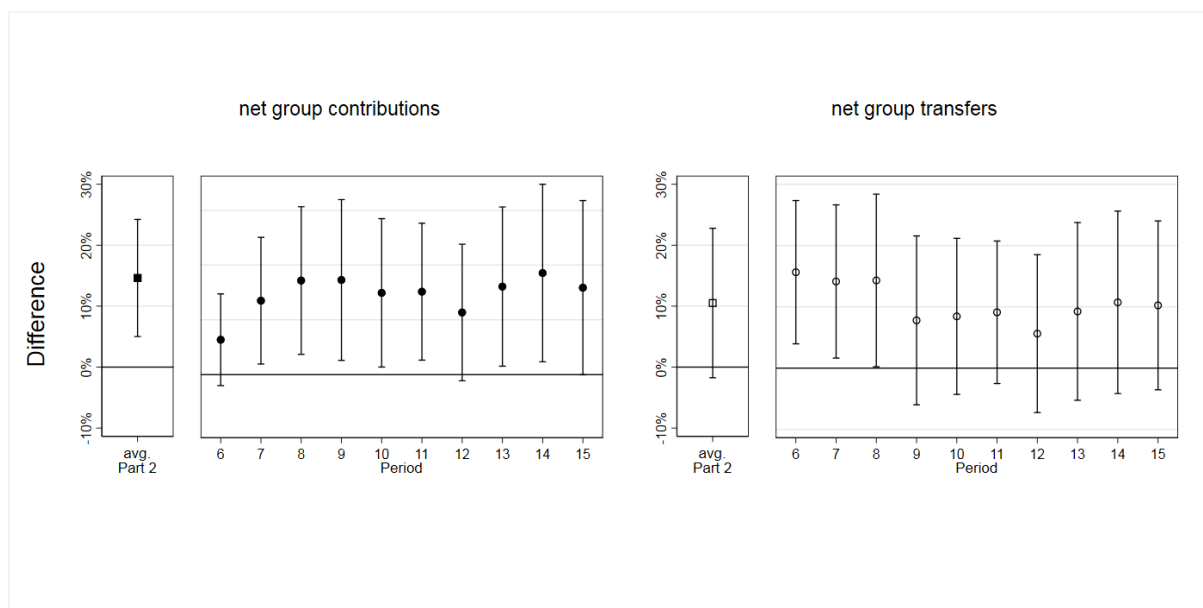 net group contributions
net group transfers
Difference
30%
20%
10%
0%
-10%
avg.
Part 2
6 7 8 9 10 11 12 13 14 15
Period
30%
20%
10%
0%
-10%
avg.
Part 2
6 7 8 9 10 11 12 13 14 15
Period